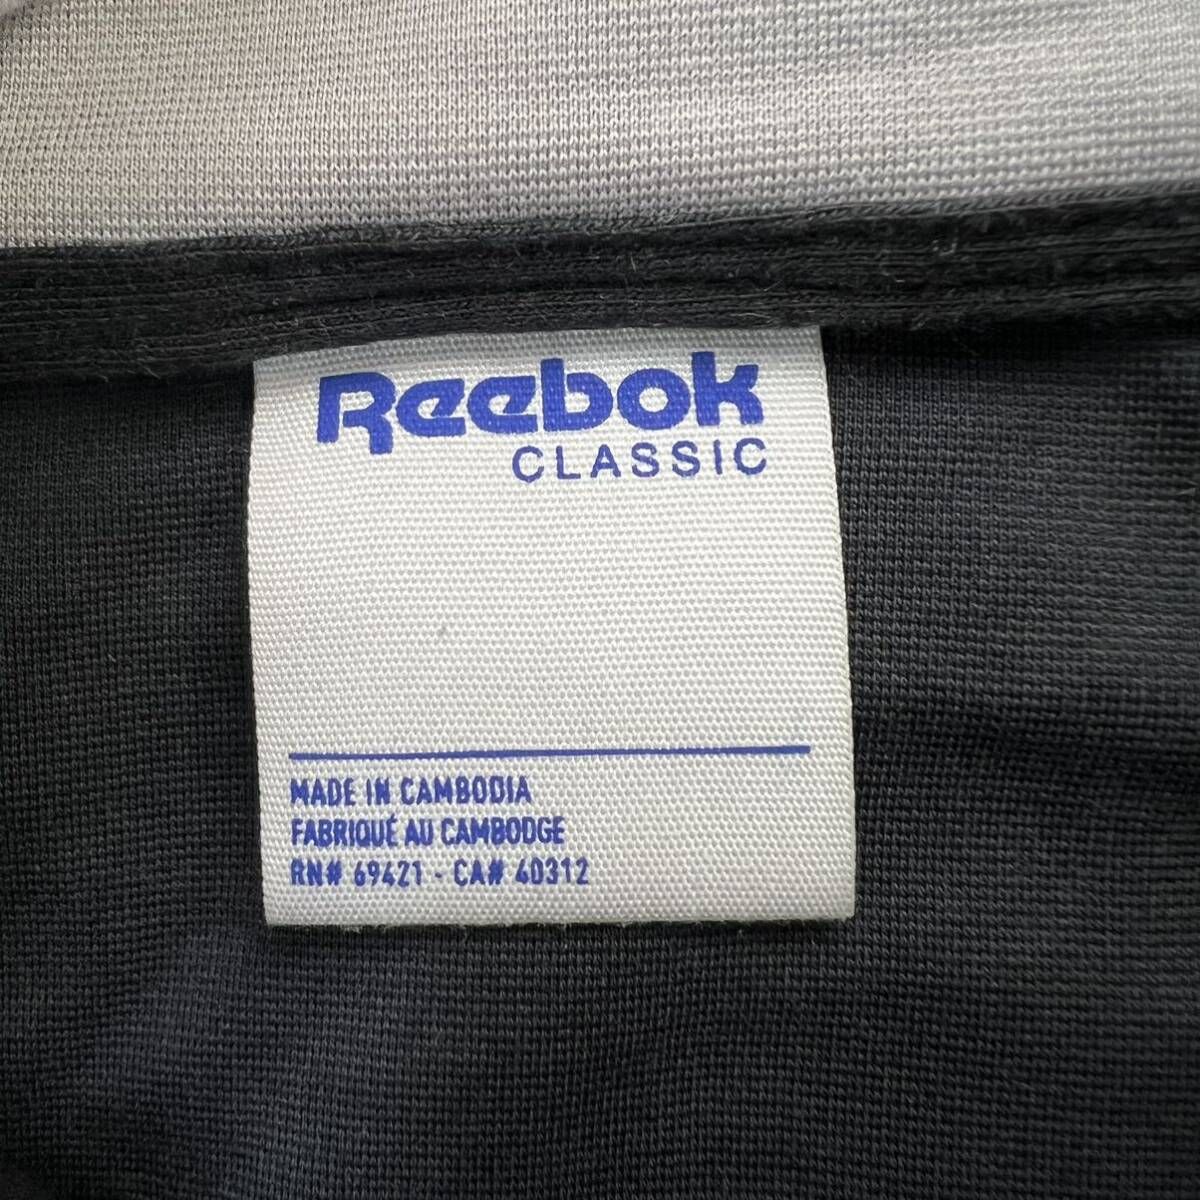 Reebok
CLASSIC
MADE IN CAMBODIA
FABRIQUÉ AU CAMBODGE
RN# 69421 - CA# 40312